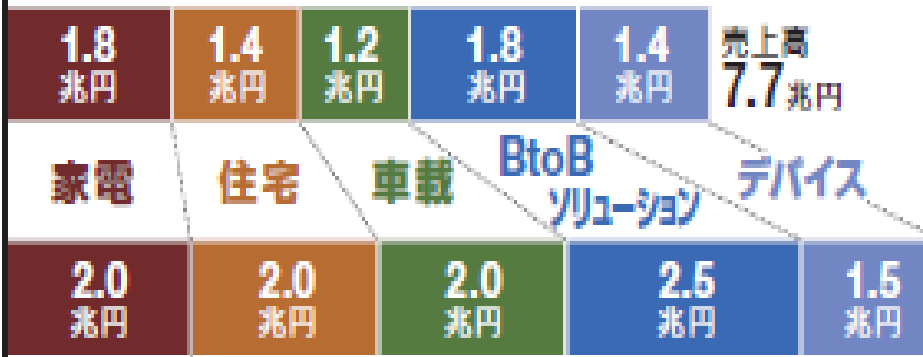 1.8
兆円
1.4
兆円
1.2
兆円
1.8
兆円
1.4
兆円
売上高
7.7兆円
家電
住宅
車載
BtoB
ソリューション
デバイス
2.0
兆円
2.0
兆円
2.0
兆円
2.5
兆円
1.5
兆円